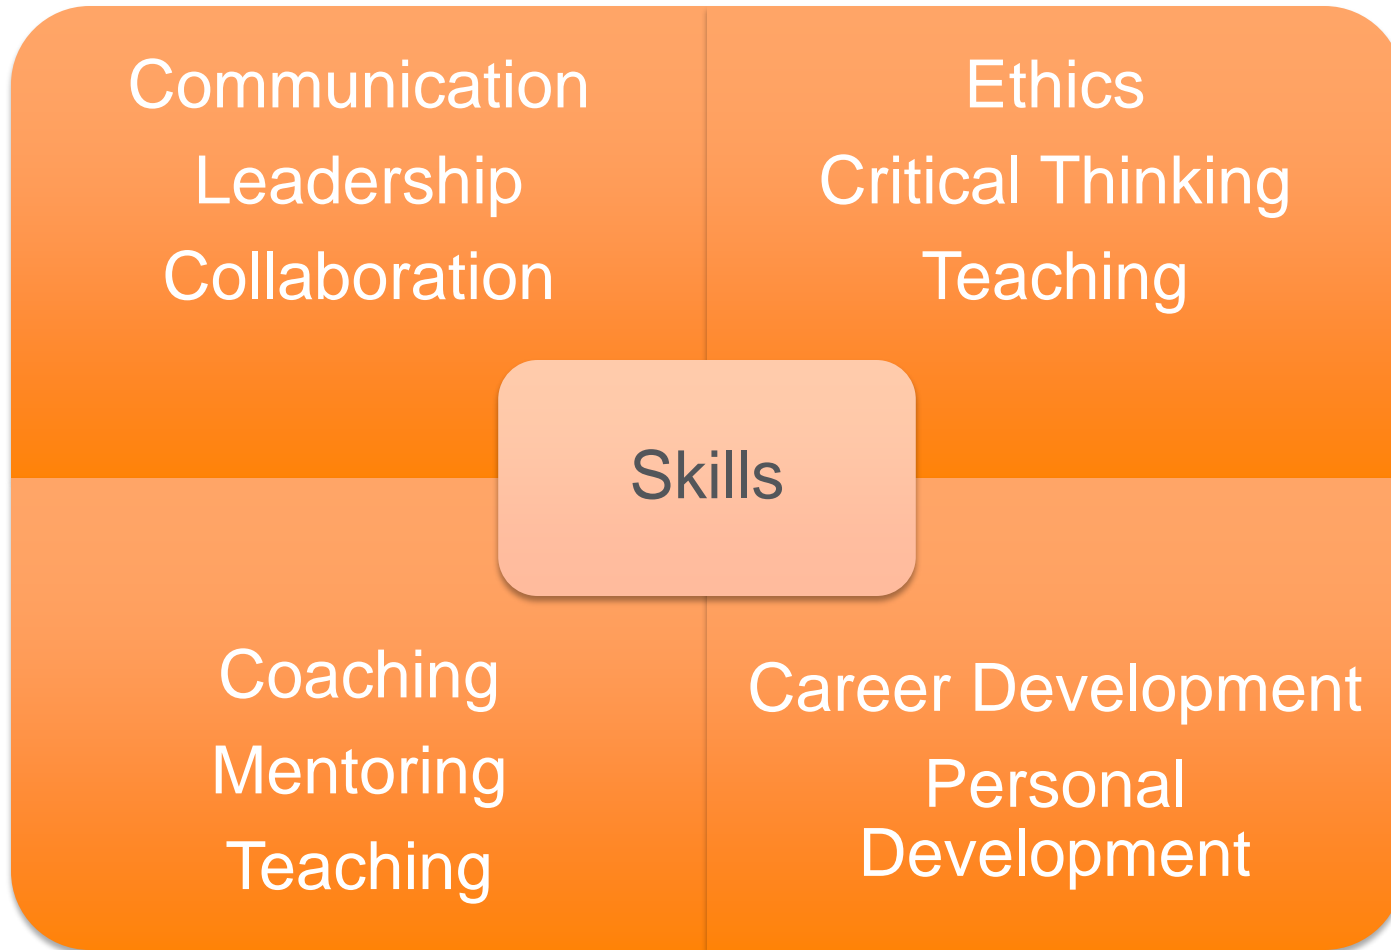 Communication
Leadership
Collaboration
Ethics
Critical Thinking
Teaching
Skills
Coaching
Mentoring
Teaching
Career Development
Personal
Development